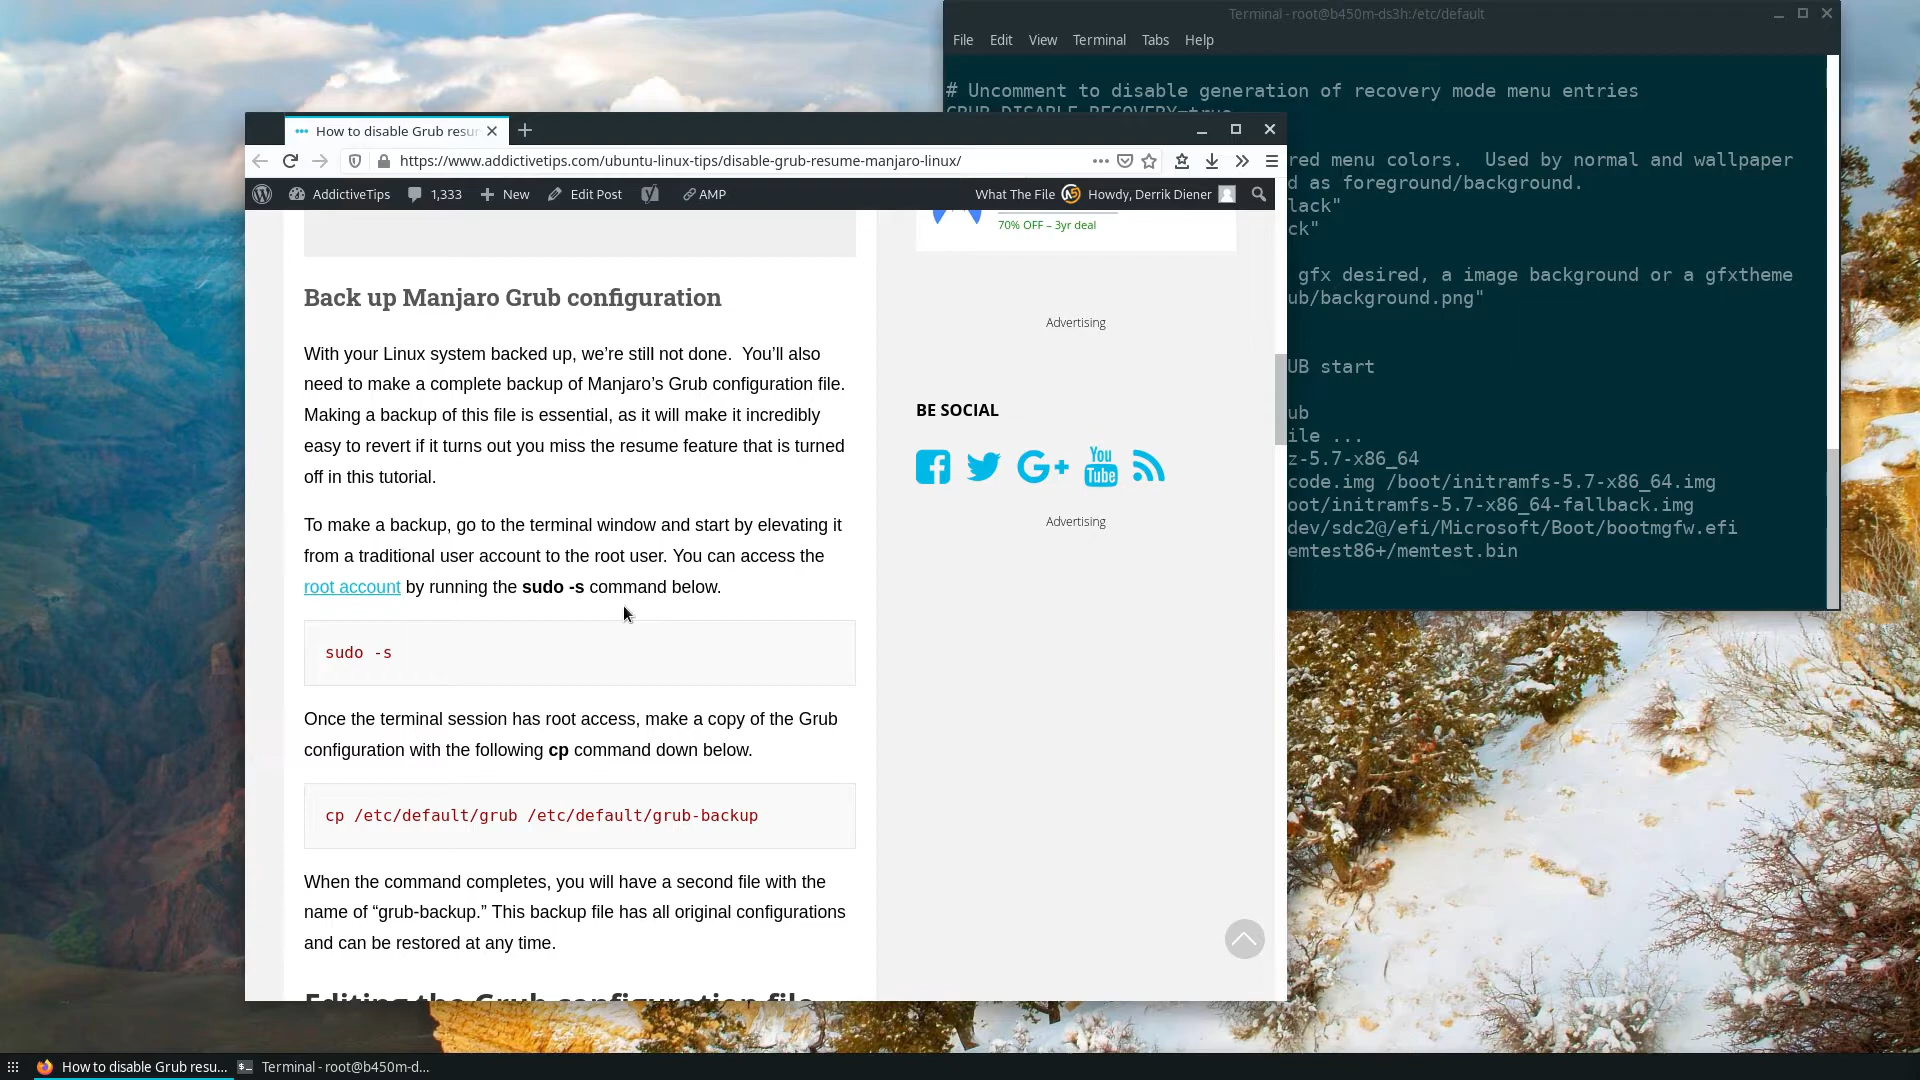 Terminal - root@b450m-ds3h:/etc/default
File Edit View Terminal Tabs Help
# Uncomment to disable generation of recovery mode menu entries
GRUB_DISABLE_RECOVERY=true
How to disable Grub resu
https://www.addictivetips.com/ubuntu-linux-tips/disable-grub-resume-manjaro-linux/
AddictiveTips 1,333 New Edit Post AMP What The File Howdy, Derrik Diener
70% OFF – 3yr deal
Back up Manjaro Grub configuration
With your Linux system backed up, we’re still not done. You’ll also
need to make a complete backup of Manjaro’s Grub configuration file.
Making a backup of this file is essential, as it will make it incredibly
easy to revert if it turns out you miss the resume feature that is turned
off in this tutorial.
To make a backup, go to the terminal window and start by elevating it
from a traditional user account to the root user. You can access the
root account by running the sudo -s command below.
sudo -s
Once the terminal session has root access, make a copy of the Grub
configuration with the following cp command down below.
cp /etc/default/grub /etc/default/grub-backup
When the command completes, you will have a second file with the
name of “grub-backup.” This backup file has all original configurations
and can be restored at any time.
Editing the Grub configuration file
Advertising
BE SOCIAL
You
Tube
Advertising
red menu colors. Used by normal and wallpaper
d as foreground/background.
lack"
ck"
gfx desired, a image background or a gfxtheme
ub/background.png"
UB start
ub
ile ...
z-5.7-x86_64
code.img /boot/initramfs-5.7-x86_64.img
oot/initramfs-5.7-x86_64-fallback.img
dev/sdc2@/efi/Microsoft/Boot/bootmgfw.efi
emtest86+/memtest.bin
How to disable Grub resu... Terminal - root@b450m-d...